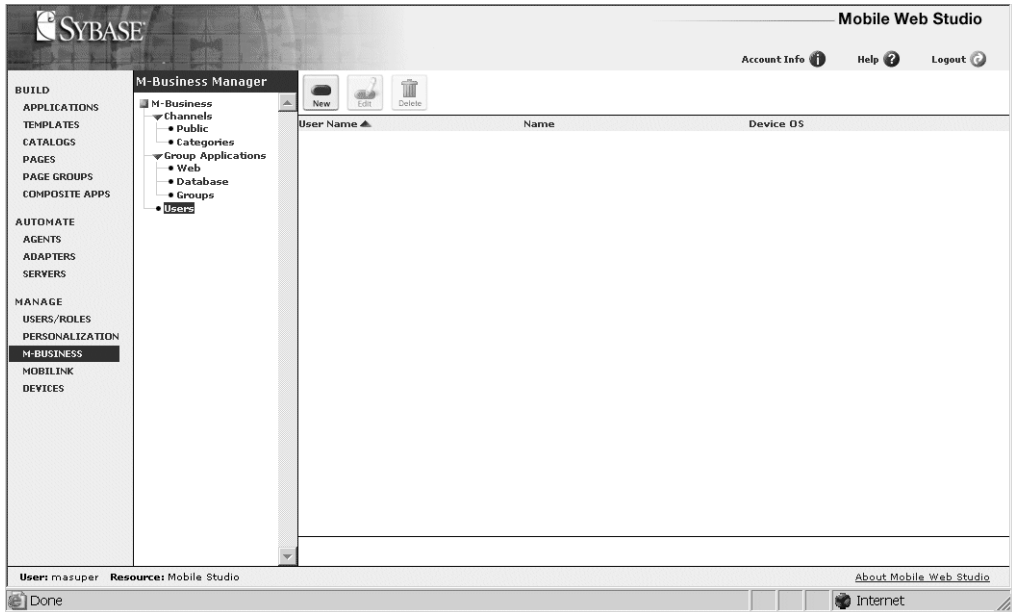 SYBASE
Mobile Web Studio
Account Info
Help
Logout
BUILD
APPLICATIONS
TEMPLATES
CATALOGS
PAGES
PAGE GROUPS
COMPOSITE APPS
AUTOMATE
AGENTS
ADAPTERS
SERVERS
MANAGE
USERS/ROLES
PERSONALIZATION
M-BUSINESS
MOBILINK
DEVICES
M-Business Manager
M-Business
Channels
Public
Categories
Group Applications
Web
Database
Groups
Users
New
Edit
Delete
User Name
Name
Device OS
User: masuper Resource: Mobile Studio
About Mobile Web Studio
Done
Internet